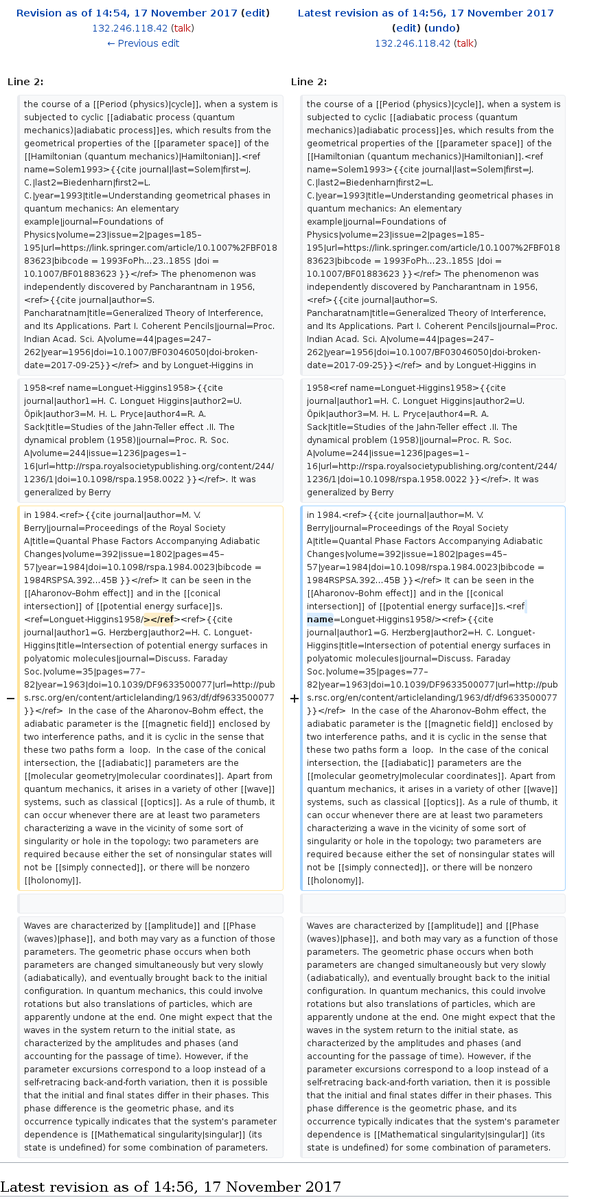 Revision as of 14:54, 17 November 2017 (edit)
132.246.118.42 (talk)
← Previous edit
Latest revision as of 14:56, 17 November 2017
(edit) (undo)
132.246.118.42 (talk)
Line 2:
the course of a [[Period (physics)|cycle]], when a system is
subjected to cyclic [[adiabatic process (quantum
mechanics)|adiabatic process]]es, which results from the
geometrical properties of the [[parameter space]] of the
[[Hamiltonian (quantum mechanics)|Hamiltonian]].<ref
name=Solem1993>{{cite journal|last=Solem|first=J.
C.|last2=Biedenharn|first2=L.
C.|year=1993|title=Understanding geometrical phases in
quantum mechanics: An elementary
example|journal=Foundations of
Physics|volume=23|issue=2|pages=185–
195|url=https://link.springer.com/article/10.1007%2FBF018
83623|bibcode = 1993FoPh...23..185S |doi =
10.1007/BF01883623 }}</ref> The phenomenon was
independently discovered by Pancharatnam in 1956,
<ref>{{cite journal|author=S.
Pancharatnam|title=Generalized Theory of Interference,
and Its Applications. Part I. Coherent Pencils|journal=Proc.
Indian Acad. Sci. A|volume=44|pages=247–
262|year=1956|doi=10.1007/BF03046050|doi-broken-
date=2017-09-25}}</ref> and by Longuet-Higgins in
1958<ref name=Longuet-Higgins1958>{{cite
journal|author1=H. C. Longuet Higgins|author2=U.
Öpik|author3=M. H. L. Pryce|author4=R. A.
Sack|title=Studies of the Jahn-Teller effect .II. The
dynamical problem (1958)|journal=Proc. R. Soc.
A|volume=244|issue=1236|pages=1–
16|url=http://rspa.royalsocietypublishing.org/content/244/
1236/1|doi=10.1098/rspa.1958.0022 }}</ref>. It was
generalized by Berry
−
in 1984.<ref>{{cite journal|author=M. V.
Berry|journal=Proceedings of the Royal Society
A|title=Quantal Phase Factors Accompanying Adiabatic
Changes|volume=392|issue=1802|pages=45–
57|year=1984|doi=10.1098/rspa.1984.0023|bibcode =
1984RSPSA.392...45B }}</ref> It can be seen in the
[[Aharonov–Bohm effect]] and in the [[conical
intersection]] of [[potential energy surface]]s.
<ref=Longuet-Higgins1958/></ref><ref>{{cite
journal|author1=G. Herzberg|author2=H. C. Longuet-
Higgins|title=Intersection of potential energy surfaces in
polyatomic molecules|journal=Discuss. Faraday
Soc.|volume=35|pages=77–
82|year=1963|doi=10.1039/DF9633500077|url=http://pub
s.rsc.org/en/content/articlelanding/1963/df/df9633500077
}}</ref>  In the case of the Aharonov–Bohm effect, the
adiabatic parameter is the [[magnetic field]] enclosed by
two interference paths, and it is cyclic in the sense that
these two paths form a  loop.  In the case of the conical
intersection, the [[adiabatic]] parameters are the
[[molecular geometry|molecular coordinates]]. Apart from
quantum mechanics, it arises in a variety of other [[wave]]
systems, such as classical [[optics]]. As a rule of thumb, it
can occur whenever there are at least two parameters
characterizing a wave in the vicinity of some sort of
singularity or hole in the topology; two parameters are
required because either the set of nonsingular states will
not be [[simply connected]], or there will be nonzero
[[holonomy]].
Waves are characterized by [[amplitude]] and [[Phase
(waves)|phase]], and both may vary as a function of those
parameters. The geometric phase occurs when both
parameters are changed simultaneously but very slowly
(adiabatically), and eventually brought back to the initial
configuration. In quantum mechanics, this could involve
rotations but also translations of particles, which are
apparently undone at the end. One might expect that the
waves in the system return to the initial state, as
characterized by the amplitudes and phases (and
accounting for the passage of time). However, if the
parameter excursions correspond to a loop instead of a
self-retracing back-and-forth variation, then it is possible
that the initial and final states differ in their phases. This
phase difference is the geometric phase, and its
occurrence typically indicates that the system's parameter
dependence is [[Mathematical singularity|singular]] (its
state is undefined) for some combination of parameters.
Line 2:
the course of a [[Period (physics)|cycle]], when a system is
subjected to cyclic [[adiabatic process (quantum
mechanics)|adiabatic process]]es, which results from the
geometrical properties of the [[parameter space]] of the
[[Hamiltonian (quantum mechanics)|Hamiltonian]].<ref
name=Solem1993>{{cite journal|last=Solem|first=J.
C.|last2=Biedenharn|first2=L.
C.|year=1993|title=Understanding geometrical phases in
quantum mechanics: An elementary
example|journal=Foundations of
Physics|volume=23|issue=2|pages=185–
195|url=https://link.springer.com/article/10.1007%2FBF018
83623|bibcode = 1993FoPh...23..185S |doi =
10.1007/BF01883623 }}</ref> The phenomenon was
independently discovered by Pancharatnam in 1956,
<ref>{{cite journal|author=S.
Pancharatnam|title=Generalized Theory of Interference,
and Its Applications. Part I. Coherent Pencils|journal=Proc.
Indian Acad. Sci. A|volume=44|pages=247–
262|year=1956|doi=10.1007/BF03046050|doi-broken-
date=2017-09-25}}</ref> and by Longuet-Higgins in
1958<ref name=Longuet-Higgins1958>{{cite
journal|author1=H. C. Longuet Higgins|author2=U.
Öpik|author3=M. H. L. Pryce|author4=R. A.
Sack|title=Studies of the Jahn-Teller effect .II. The
dynamical problem (1958)|journal=Proc. R. Soc.
A|volume=244|issue=1236|pages=1–
16|url=http://rspa.royalsocietypublishing.org/content/244/
1236/1|doi=10.1098/rspa.1958.0022 }}</ref>. It was
generalized by Berry
+
in 1984.<ref>{{cite journal|author=M. V.
Berry|journal=Proceedings of the Royal Society
A|title=Quantal Phase Factors Accompanying Adiabatic
Changes|volume=392|issue=1802|pages=45–
57|year=1984|doi=10.1098/rspa.1984.0023|bibcode =
1984RSPSA.392...45B }}</ref> It can be seen in the
[[Aharonov–Bohm effect]] and in the [[conical
intersection]] of [[potential energy surface]]s.<ref
name=Longuet-Higgins1958/><ref>{{cite
journal|author1=G. Herzberg|author2=H. C. Longuet-
Higgins|title=Intersection of potential energy surfaces in
polyatomic molecules|journal=Discuss. Faraday
Soc.|volume=35|pages=77–
82|year=1963|doi=10.1039/DF9633500077|url=http://pub
s.rsc.org/en/content/articlelanding/1963/df/df9633500077
}}</ref>  In the case of the Aharonov–Bohm effect, the
adiabatic parameter is the [[magnetic field]] enclosed by
two interference paths, and it is cyclic in the sense that
these two paths form a  loop.  In the case of the conical
intersection, the [[adiabatic]] parameters are the
[[molecular geometry|molecular coordinates]]. Apart from
quantum mechanics, it arises in a variety of other [[wave]]
systems, such as classical [[optics]]. As a rule of thumb, it
can occur whenever there are at least two parameters
characterizing a wave in the vicinity of some sort of
singularity or hole in the topology; two parameters are
required because either the set of nonsingular states will
not be [[simply connected]], or there will be nonzero
[[holonomy]].
Waves are characterized by [[amplitude]] and [[Phase
(waves)|phase]], and both may vary as a function of those
parameters. The geometric phase occurs when both
parameters are changed simultaneously but very slowly
(adiabatically), and eventually brought back to the initial
configuration. In quantum mechanics, this could involve
rotations but also translations of particles, which are
apparently undone at the end. One might expect that the
waves in the system return to the initial state, as
characterized by the amplitudes and phases (and
accounting for the passage of time). However, if the
parameter excursions correspond to a loop instead of a
self-retracing back-and-forth variation, then it is possible
that the initial and final states differ in their phases. This
phase difference is the geometric phase, and its
occurrence typically indicates that the system's parameter
dependence is [[Mathematical singularity|singular]] (its
state is undefined) for some combination of parameters.
Latest revision as of 14:56, 17 November 2017